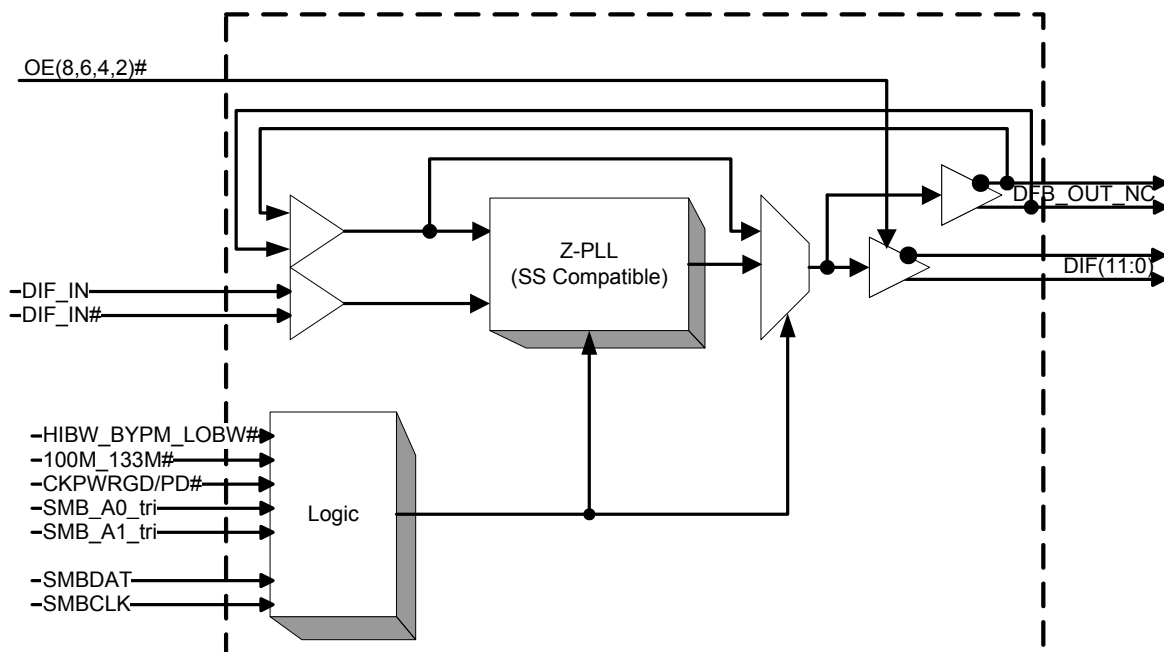 OE(8,6,4,2)#
DFB_OUT_NC
Z-PLL
(SS Compatible)
DIF(11:0)
DIF_IN
DIF_IN#
HIBW_BYPM_LOBW#
100M_133M#
CKPWRGD/PD#
SMB_A0_tri
SMB_A1_tri
Logic
SMBDAT
SMBCLK